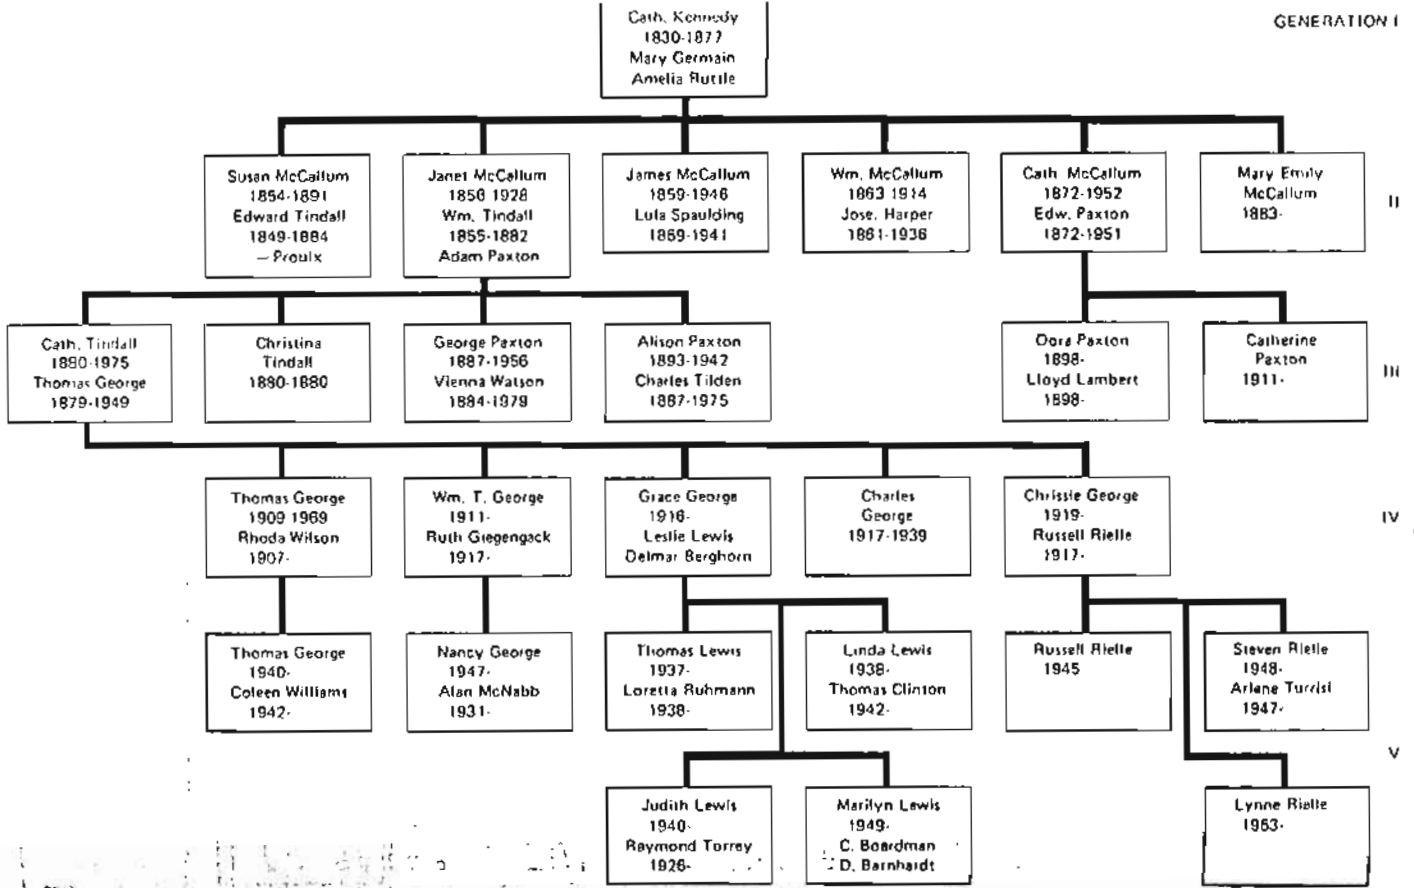 GENERATION I
Cath. Kennedy
1830-1877
Mary Germain
Amelia Ruttle
Susan McCallum
1854-1891
Edward Tindall
1849-1884
— Proulx
Janet McCallum
1856 1928
Wm. Tindall
1855-1882
Adam Paxton
James McCallum
1859-1946
Lula Spaulding
1869-1941
Wm. McCallum
1863 1914
Jose. Harper
1861-1936
Cath. McCallum
1872-1952
Edw. Paxton
1872-1951
Mary Emily
McCallum
1883-
II
Cath. Tindall
1880-1975
Thomas George
1879-1949
Christina
Tindall
1880-1880
George Paxton
1887-1956
Vienna Watson
1884-1979
Alison Paxton
1893-1942
Charles Tilden
1887-1975
Dora Paxton
1898-
Lloyd Lambert
1898-
Catherine
Paxton
1911-
III
Thomas George
1909 1969
Rhoda Wilson
1907-
Wm. T. George
1911-
Ruth Giegengack
1917-
Grace George
1916-
Leslie Lewis
Delmar Berghorn
Charles
George
1917-1939
Chrissie George
1919-
Russell Rielle
1917-
IV
Thomas George
1940-
Coleen Williams
1942-
Nancy George
1947-
Alan McNabb
1931-
Thomas Lewis
1937-
Loretta Ruhmann
1938-
Linda Lewis
1938-
Thomas Clinton
1942-
Russell Rielle
1945
Steven Rielle
1948-
Arlene Turrisi
1947-
V
Judith Lewis
1940-
Raymond Torrey
1926-
Marilyn Lewis
1949-
C. Boardman
D. Barnhardt
Lynne Rielle
1953-